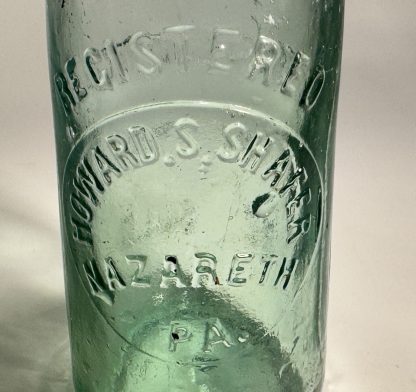 REGISTERED
HOWARD. S. SHAFER
NAZARETH
PA.